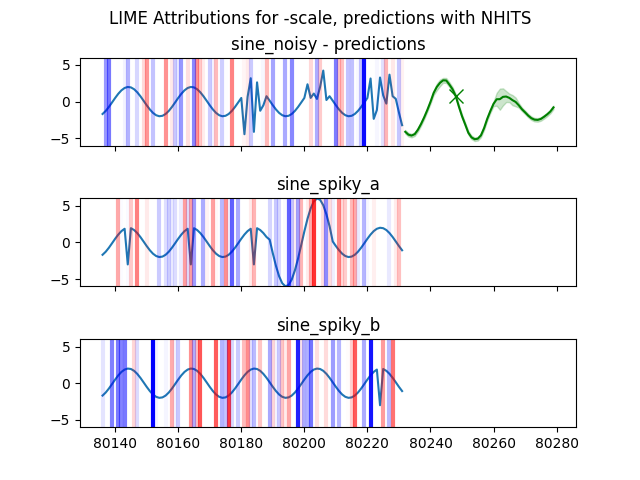 LIME Attributions for -scale, predictions with NHITS
sine_noisy - predictions
5
0
−5
sine_spiky_a
5
0
−5
sine_spiky_b
5
0
−5
80140 80160 80180 80200 80220 80240 80260 80280